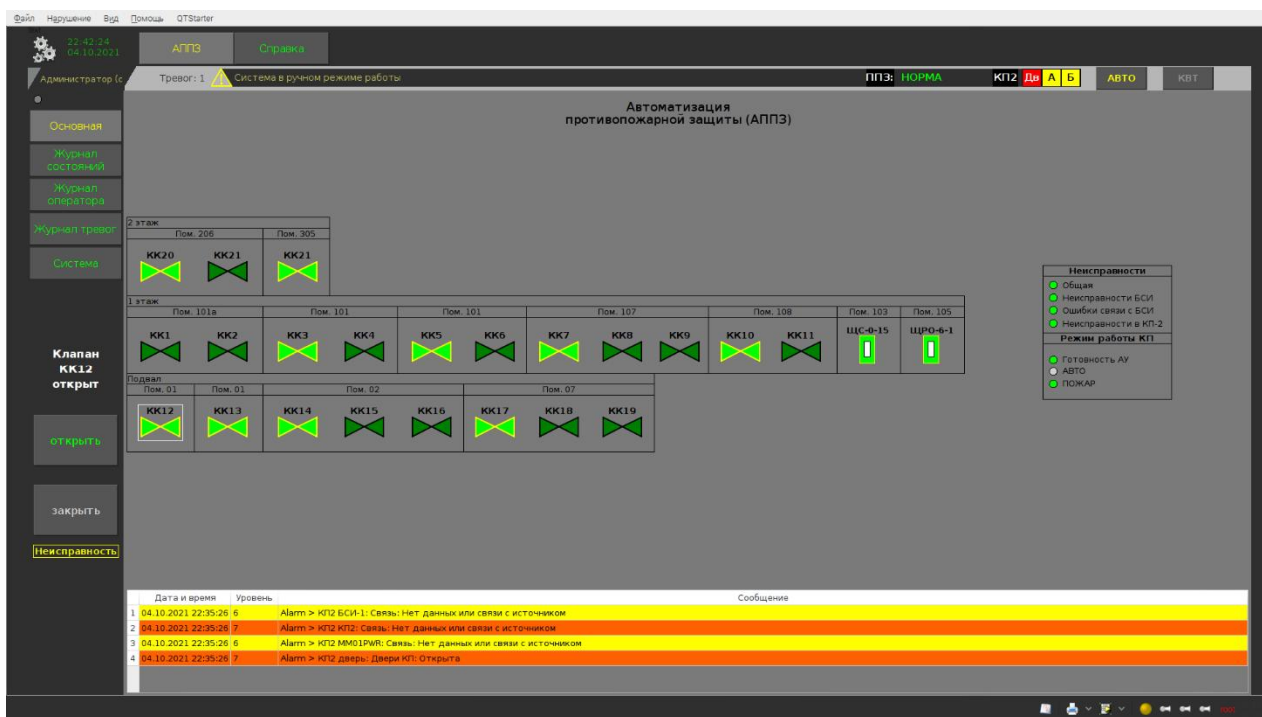 Файл Нарушение Вид Помощь QTStarter
22:42:24
04.10.2021
АППЗ Справка
Администратор (с
Тревог: 1 Система в ручном режиме работы ППЗ: НОРМА КП2 Дв А Б АВТО КВТ
Автоматизация
противопожарной защиты (АППЗ)
Основная
Журнал
состояний
Журнал
оператора
Журнал тревог
Система
2 этаж
Пом. 206 Пом. 305
КК20 КК21 КК21
1 этаж
Пом. 101а Пом. 101 Пом. 101 Пом. 107 Пом. 108 Пом. 103 Пом. 105
КК1 КК2 КК3 КК4 КК5 КК6 КК7 КК8 КК9 КК10 КК11 ЩС-0-15 ЩРО-6-1
Подвал
Пом. 01 Пом. 01 Пом. 02 Пом. 07
КК12 КК13 КК14 КК15 КК16 КК17 КК18 КК19
Неисправности
Общая
Неисправности БСИ
Ошибки связи с БСИ
Неисправности в КП-2
Режим работы КП
Готовность АУ
АВТО
ПОЖАР
Клапан
КК12
открыт
открыть
закрыть
Неисправность
Дата и время Уровень Сообщение
1 04.10.2021 22:35:26 6 Alarm > КП2 БСИ-1: Связь: Нет данных или связи с источником
2 04.10.2021 22:35:26 7 Alarm > КП2 КП2: Связь: Нет данных или связи с источником
3 04.10.2021 22:35:26 6 Alarm > КП2 MM01PWR: Связь: Нет данных или связи с источником
4 04.10.2021 22:35:26 7 Alarm > КП2 дверь: Двери КП: Открыта